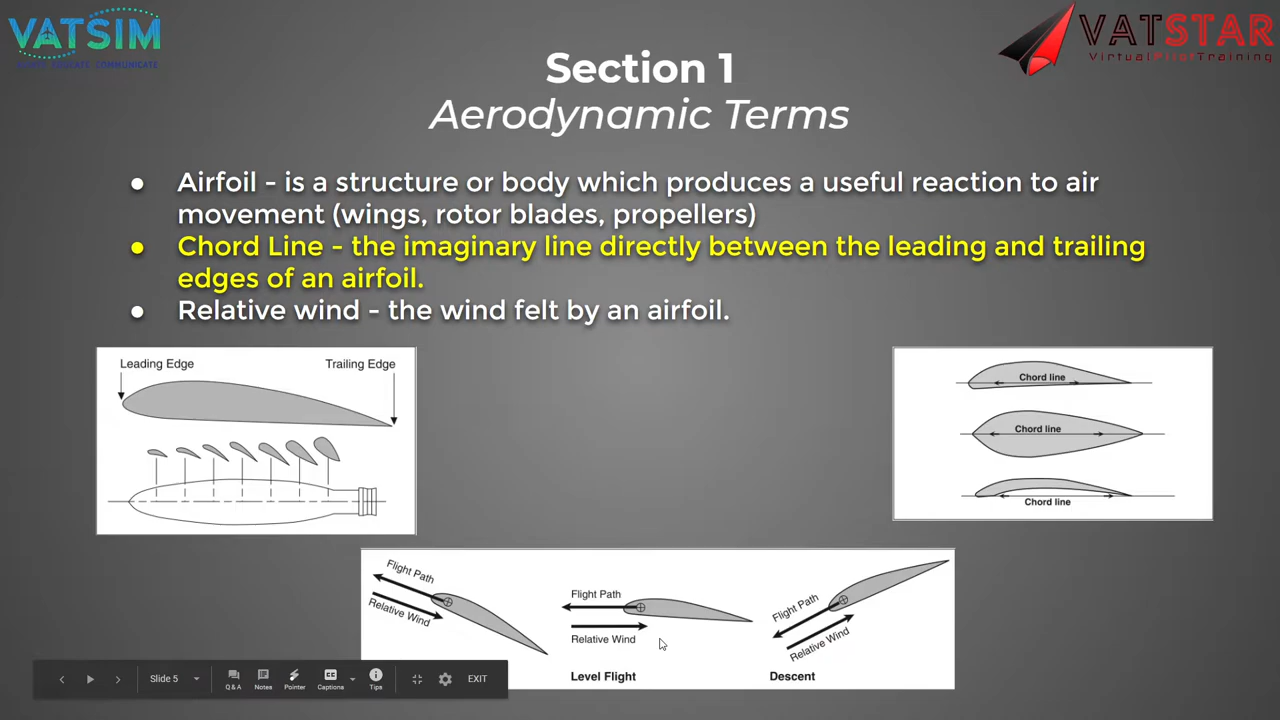 VATSIM
VATSTAR
VirtualPilotTraining
Section 1
Aerodynamic Terms
● Airfoil - is a structure or body which produces a useful reaction to air
movement (wings, rotor blades, propellers)
● Chord Line - the imaginary line directly between the leading and trailing
edges of an airfoil.
● Relative wind - the wind felt by an airfoil.
Leading Edge
Trailing Edge
Chord line
Chord line
Chord line
Flight Path
Relative Wind
Flight Path
Relative Wind
Level Flight
Flight Path
Relative Wind
Descent
Slide 5
Q & A
Notes
Pointer
Captions
Tips
EXIT